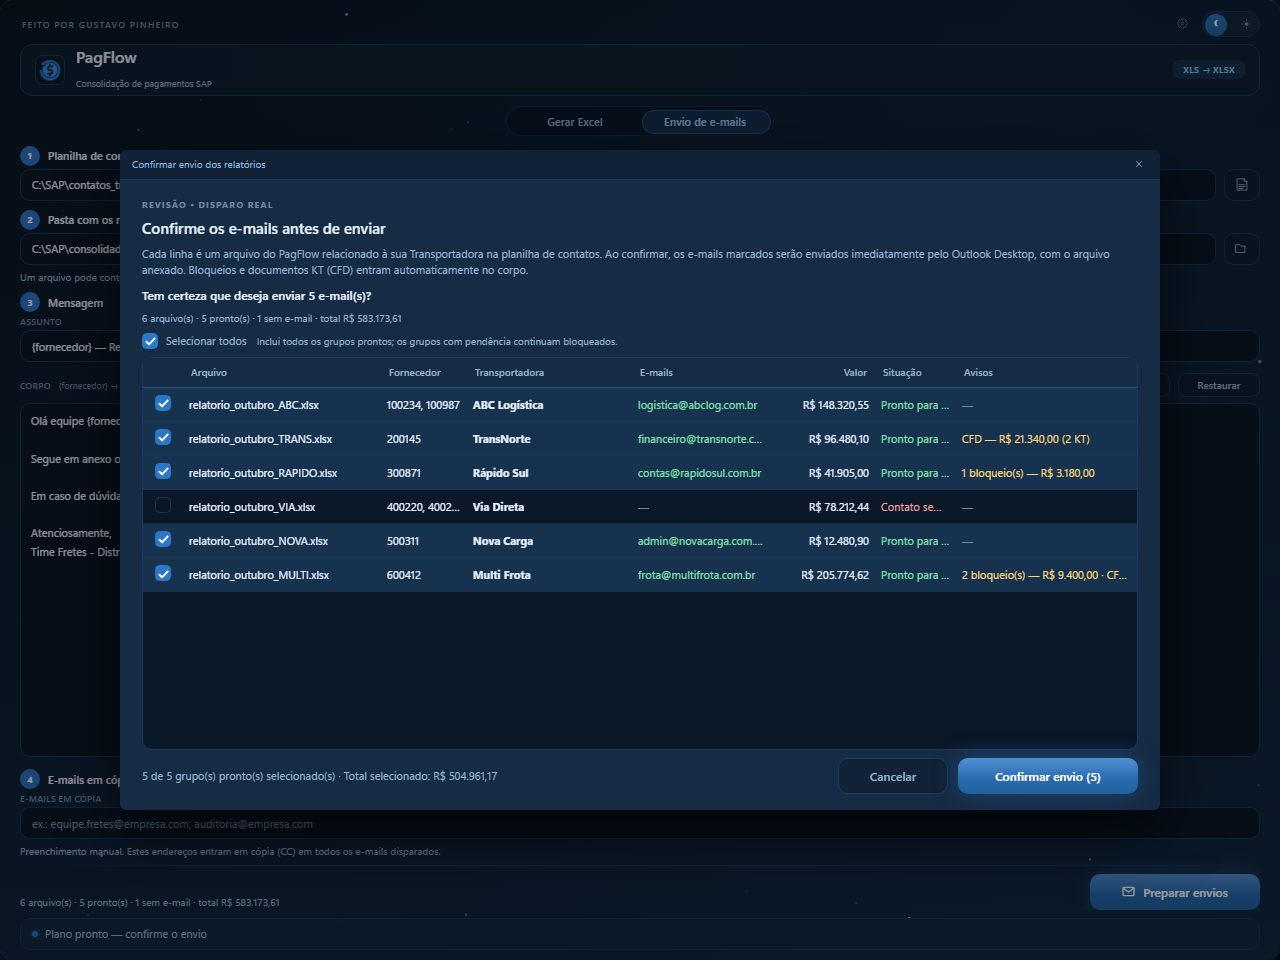 FEITO POR GUSTAVO PINHEIRO
PagFlow
Consolidação de pagamentos SAP
XLS → XLSX
Gerar Excel
Envio de e-mails
1 Planilha de co
C:\SAP\contatos_t
2 Pasta com os r
C:\SAP\consolidad
Um arquivo pode cont
3 Mensagem
ASSUNTO
{fornecedor} — Re
CORPO {fornecedor} →
Restaurar
Olá equipe {fornec
Segue em anexo o
Em caso de dúvida
Atenciosamente,
Time Fretes - Distr
Confirmar envio dos relatórios
REVISÃO • DISPARO REAL
Confirme os e-mails antes de enviar
Cada linha é um arquivo do PagFlow relacionado à sua Transportadora na planilha de contatos. Ao confirmar, os e-mails marcados serão enviados imediatamente pelo Outlook Desktop, com o arquivo
anexado. Bloqueios e documentos KT (CFD) entram automaticamente no corpo.
Tem certeza que deseja enviar 5 e-mail(s)?
6 arquivo(s) · 5 pronto(s) · 1 sem e-mail · total R$ 583.173,61
Selecionar todos Inclui todos os grupos prontos; os grupos com pendência continuam bloqueados.
Arquivo Fornecedor Transportadora E-mails Valor Situação Avisos
relatorio_outubro_ABC.xlsx 100234, 100987 ABC Logística logistica@abclog.com.br R$ 148.320,55 Pronto para ... —
relatorio_outubro_TRANS.xlsx 200145 TransNorte financeiro@transnorte.c... R$ 96.480,10 Pronto para ... CFD — R$ 21.340,00 (2 KT)
relatorio_outubro_RAPIDO.xlsx 300871 Rápido Sul contas@rapidosul.com.br R$ 41.905,00 Pronto para ... 1 bloqueio(s) — R$ 3.180,00
relatorio_outubro_VIA.xlsx 400220, 4002... Via Direta — R$ 78.212,44 Contato se... —
relatorio_outubro_NOVA.xlsx 500311 Nova Carga admin@novacarga.com.... R$ 12.480,90 Pronto para ... —
relatorio_outubro_MULTI.xlsx 600412 Multi Frota frota@multifrota.com.br R$ 205.774,62 Pronto para ... 2 bloqueio(s) — R$ 9.400,00 · CF...
5 de 5 grupo(s) pronto(s) selecionado(s) · Total selecionado: R$ 504.961,17
Cancelar
Confirmar envio (5)
4 E-mails em cóp
E-MAILS EM CÓPIA
ex.: equipe.fretes@empresa.com; auditoria@empresa.com
Preenchimento manual. Estes endereços entram em cópia (CC) em todos os e-mails disparados.
Preparar envios
6 arquivo(s) · 5 pronto(s) · 1 sem e-mail · total R$ 583.173,61
Plano pronto — confirme o envio